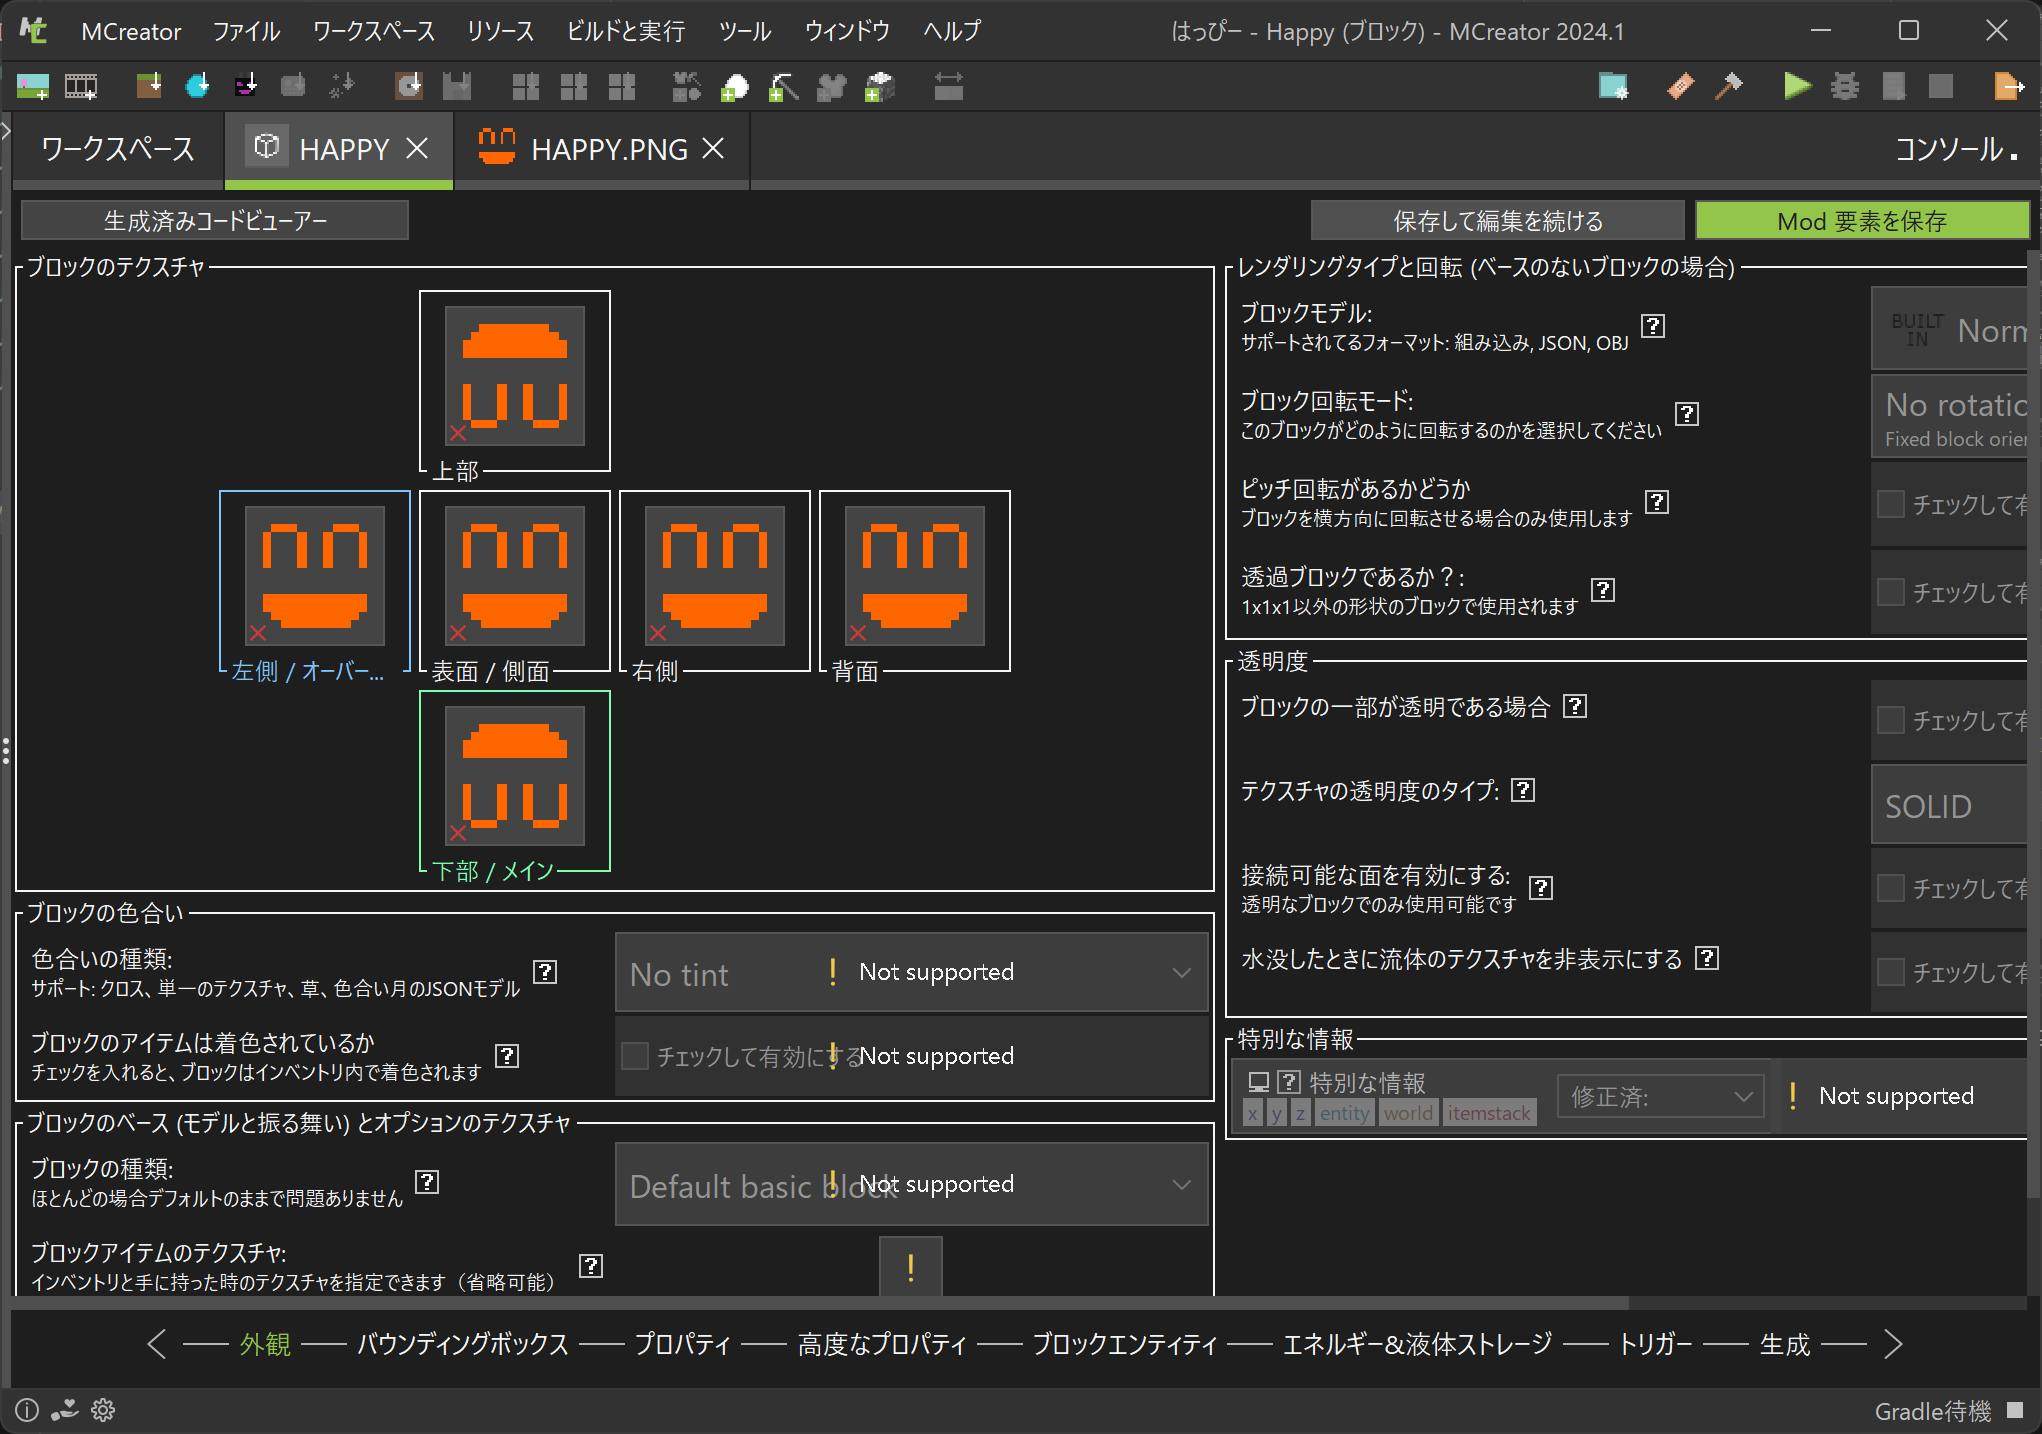 MCreator ファイル ワークスペース リソース ビルドと実行 ツール ウィンドウ ヘルプ はっぴー - Happy (ブロック) - MCreator 2024.1
ワークスペース HAPPY HAPPY.PNG コンソール .
生成済みコードビューアー 保存して編集を続ける Mod 要素を保存
ブロックのテクスチャ
上部
左側 / オーバー... 表面 / 側面 右側 背面
下部 / メイン
ブロックの色合い
色合いの種類:
サポート: クロス、単一のテクスチャ、草、色合い月のJSONモデル
No tint ! Not supported
ブロックのアイテムは着色されているか
チェックを入れると、ブロックはインベントリ内で着色されます
チェックして有効にする ! Not supported
ブロックのベース (モデルと振る舞い) とオプションのテクスチャ
ブロックの種類:
ほとんどの場合デフォルトのままで問題ありません
Default basic block ! Not supported
ブロックアイテムのテクスチャ:
インベントリと手に持った時のテクスチャを指定できます（省略可能）
!
レンダリングタイプと回転 (ベースのないブロックの場合)
ブロックモデル:
サポートされてるフォーマット: 組み込み, JSON, OBJ
BUILT IN Norm
ブロック回転モード:
このブロックがどのように回転するのかを選択してください
No rotatic
Fixed block orier
ピッチ回転があるかどうか
ブロックを横方向に回転させる場合のみ使用します
チェックして有
透過ブロックであるか？:
1x1x1以外の形状のブロックで使用されます
チェックして有
透明度
ブロックの一部が透明である場合
チェックして有
テクスチャの透明度のタイプ:
SOLID
接続可能な面を有効にする:
透明なブロックでのみ使用可能です
チェックして有
水没したときに流体のテクスチャを非表示にする
チェックして有
特別な情報
特別な情報
x y z entity world itemstack
修正済: ! Not supported
外観 バウンディングボックス プロパティ 高度なプロパティ ブロックエンティティ エネルギー&液体ストレージ トリガー 生成
Gradle待機